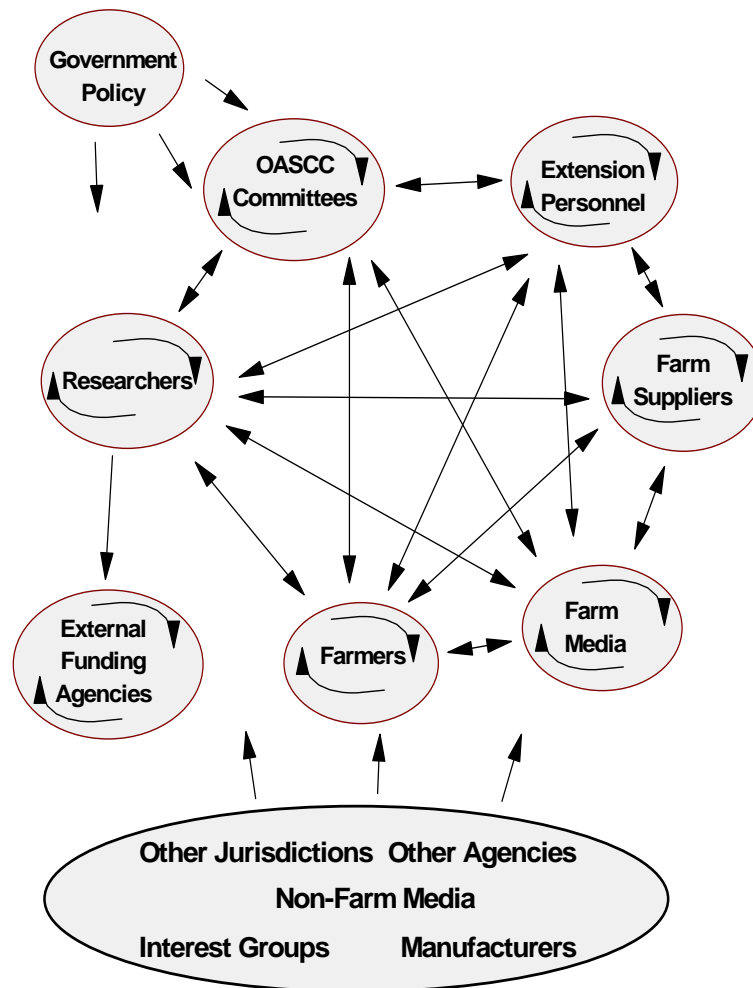 Government
Policy
OASCC
Committees
Extension
Personnel
Researchers
Farm
Suppliers
External
Funding
Agencies
Farmers
Farm
Media
Other Jurisdictions Other Agencies
Non-Farm Media
Interest Groups Manufacturers